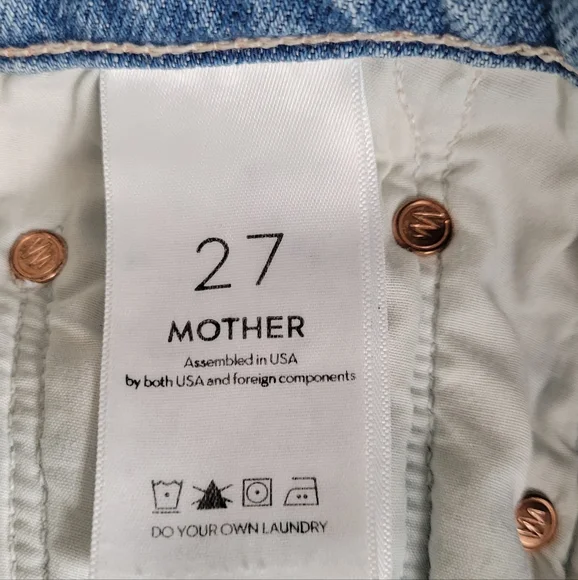 27
MOTHER
Assembled in USA
by both USA and foreign components
DO YOUR OWN LAUNDRY